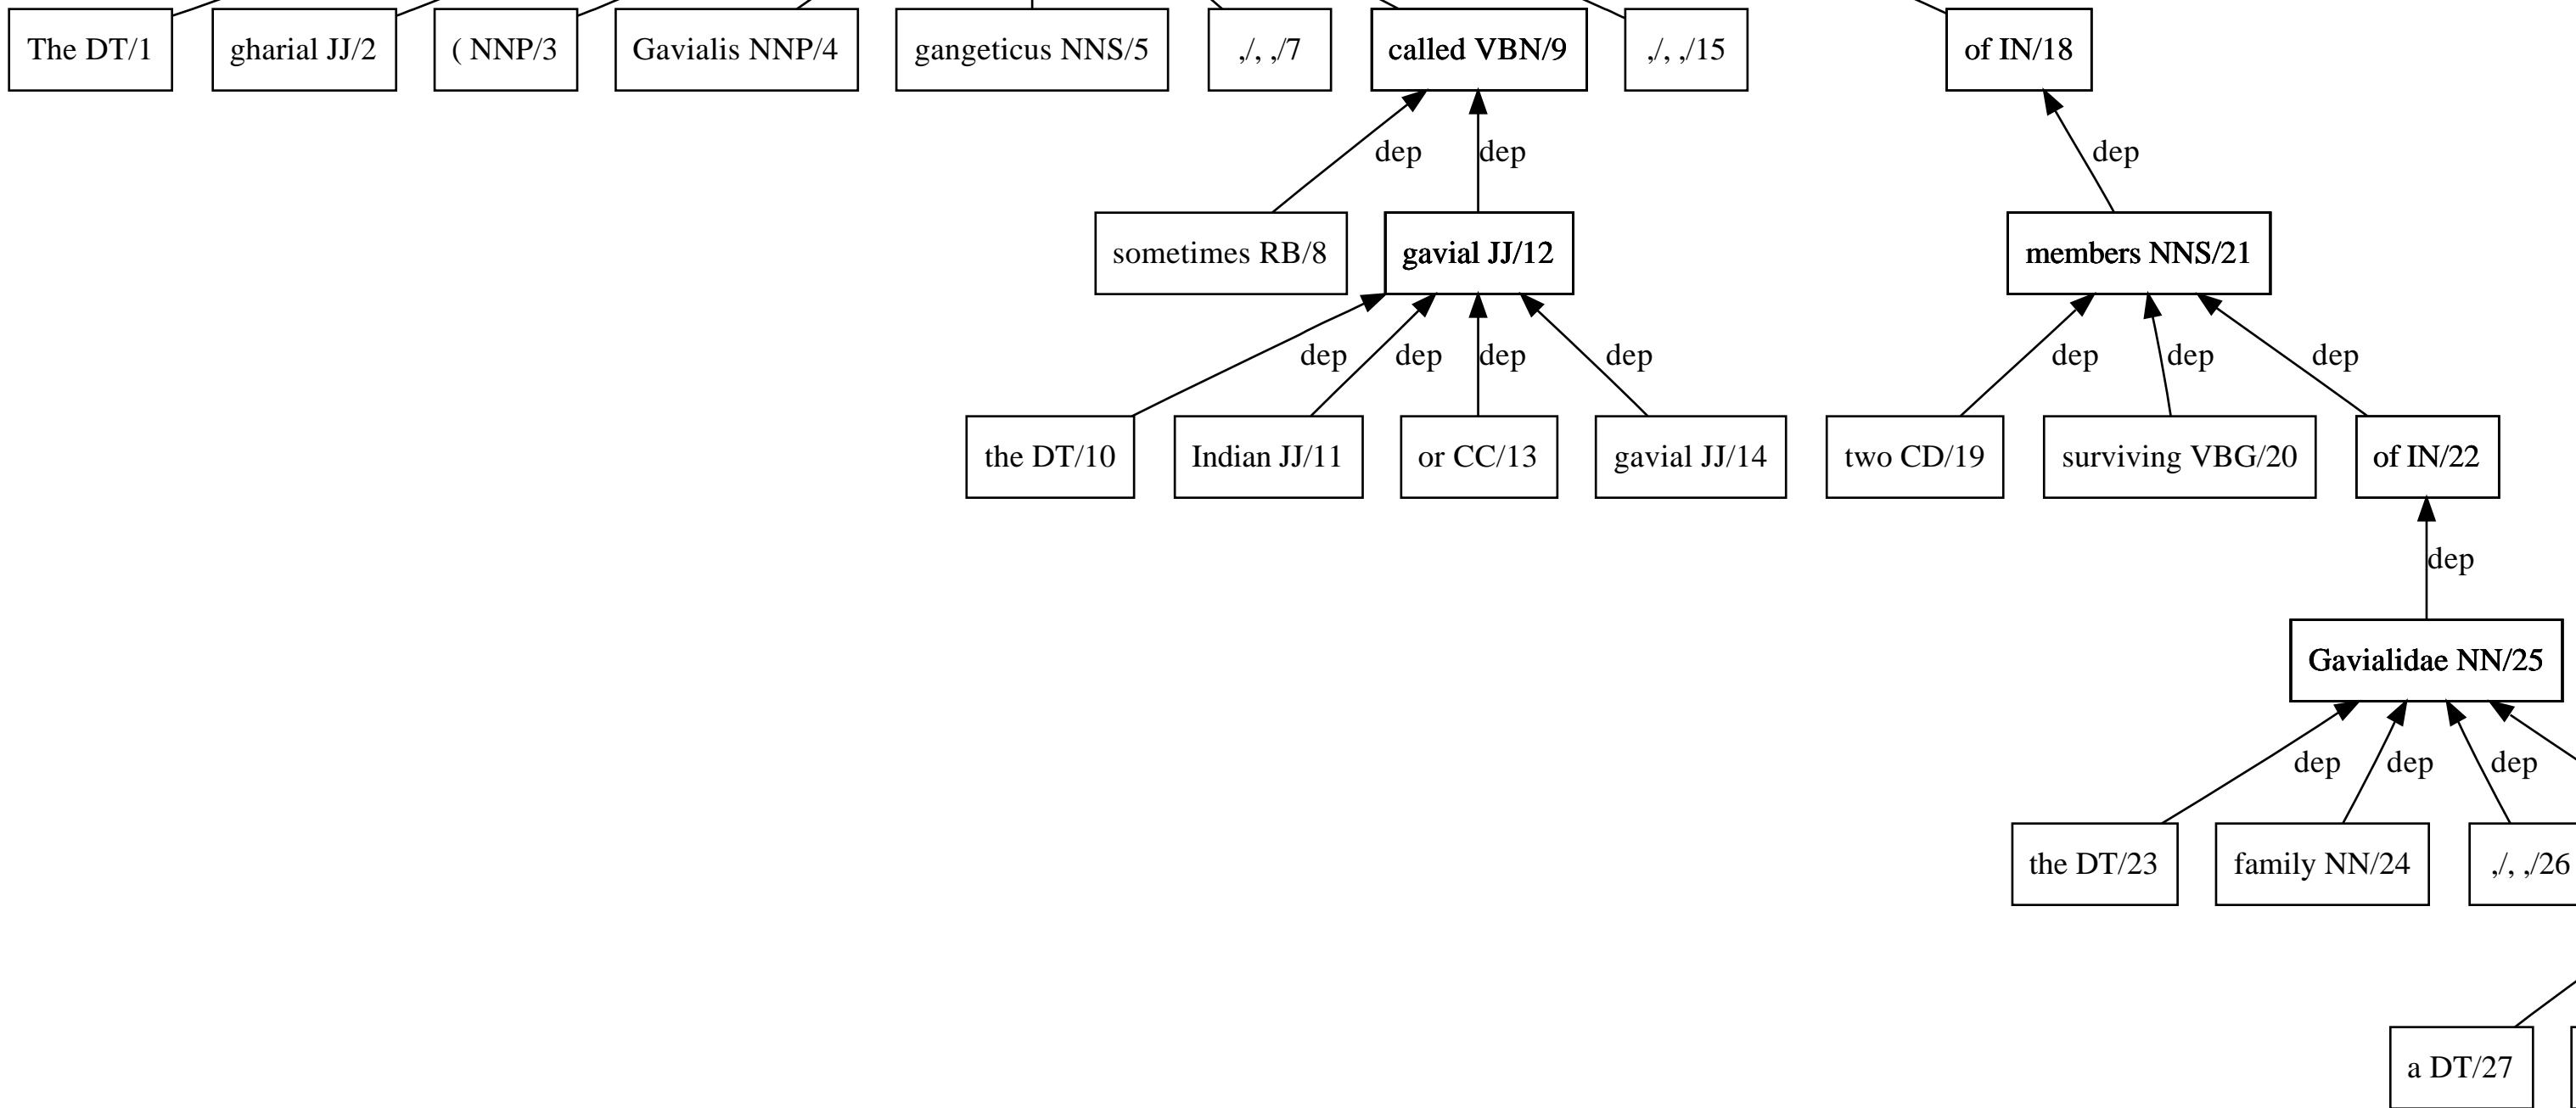 The DT/1 gharial JJ/2 ( NNP/3 Gavialis NNP/4 gangeticus NNS/5 ,/, ,/7 called VBN/9 ,/, ,/15 of IN/18
dep dep dep
sometimes RB/8 gavial JJ/12 members NNS/21
dep dep dep dep dep dep dep
the DT/10 Indian JJ/11 or CC/13 gavial JJ/14 two CD/19 surviving VBG/20 of IN/22
dep
Gavialidae NN/25
dep dep dep
the DT/23 family NN/24 ,/, ,/26
a DT/27